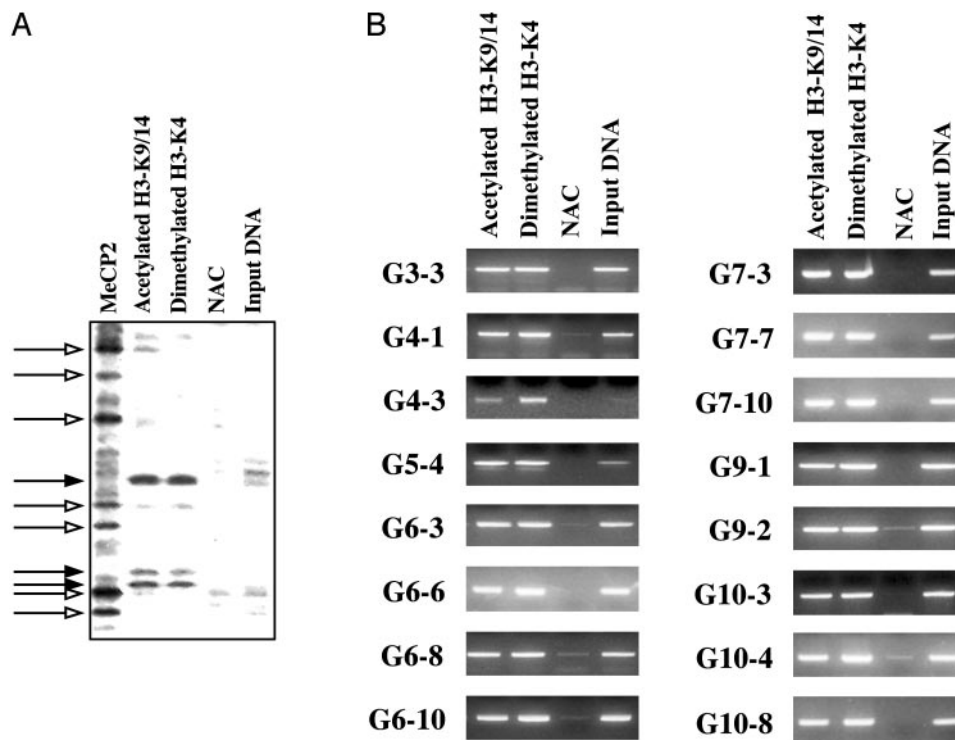 A
MeCP2
Acetylated H3-K9/14
Dimethylated H3-K4
NAC
Input DNA
B
Acetylated H3-K9/14
Dimethylated H3-K4
NAC
Input DNA
G3-3
G4-1
G4-3
G5-4
G6-3
G6-6
G6-8
G6-10
Acetylated H3-K9/14
Dimethylated H3-K4
NAC
Input DNA
G7-3
G7-7
G7-10
G9-1
G9-2
G10-3
G10-4
G10-8